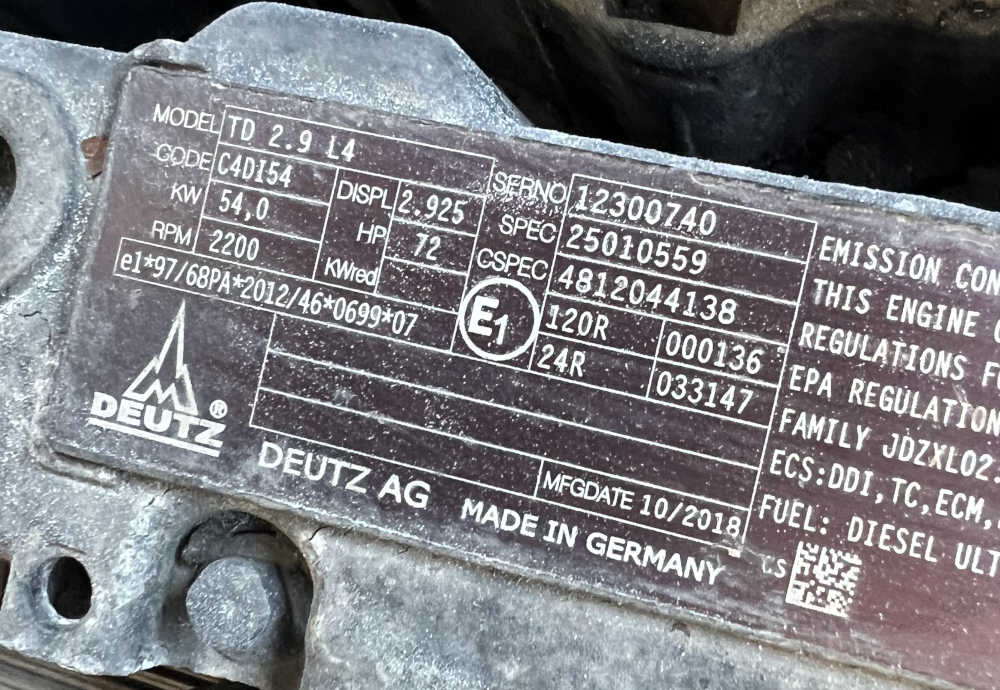 MODEL TD 2.9 L4
CODE C4DI54 DISPL 2.925
KW 54,0 HP 72
RPM 2200 KWred
e1*97/68PA*2012/46*0699*07
SERNO 12300740
SPEC 25010559
CSPEC 4812044138
E1 120R 000136
24R 033147
DEUTZ ®
DEUTZ AG
MFGDATE 10/2018
MADE IN GERMANY
EMISSION CON
THIS ENGINE
REGULATIONS
EPA REGULATION
FAMILY JDZXL02.
ECS:DDI,TC,ECM,
FUEL: DIESEL ULT